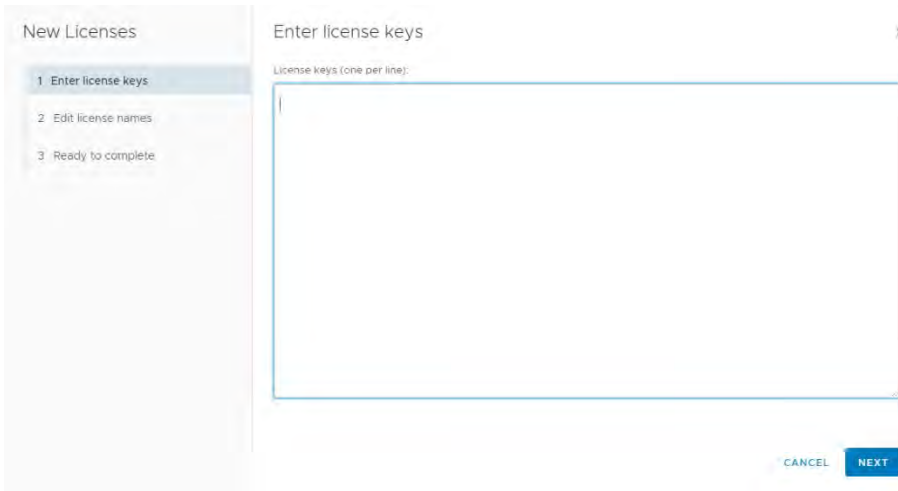 New Licenses
1 Enter license keys
2 Edit license names
3 Ready to complete
Enter license keys
License keys (one per line):
CANCEL
NEXT